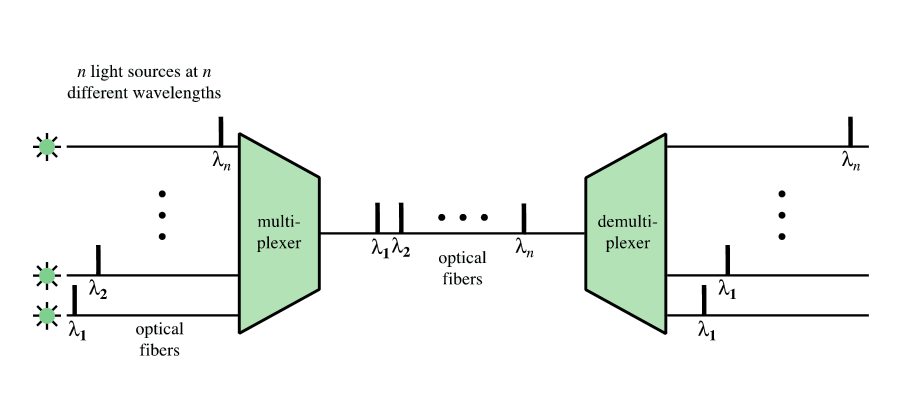 n light sources at n
different wavelengths
λn
multi-
plexer
demulti-
plexer
λn
λ1 λ2
λn
optical
fibers
λ2
λ1
λ1
optical
fibers
λ1